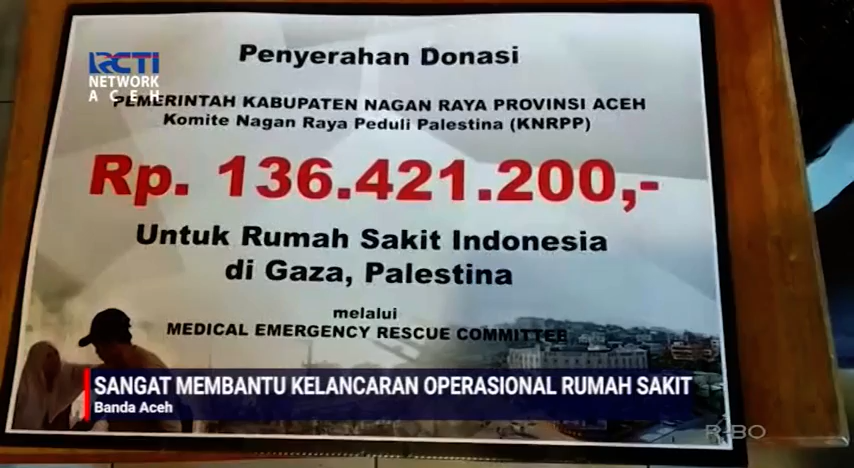 Penyerahan Donasi
RCTI
NETWORK
ACEH
PEMERINTAH KABUPATEN NAGAN RAYA PROVINSI ACEH
Komite Nagan Raya Peduli Palestina (KNRPP)
Rp. 136.421.200,-
Untuk Rumah Sakit Indonesia
di Gaza, Palestina
melalui
MEDICAL EMERGENCY RESCUE COMMITTEE
SANGAT MEMBANTU KELANCARAN OPERASIONAL RUMAH SAKIT
Banda Aceh